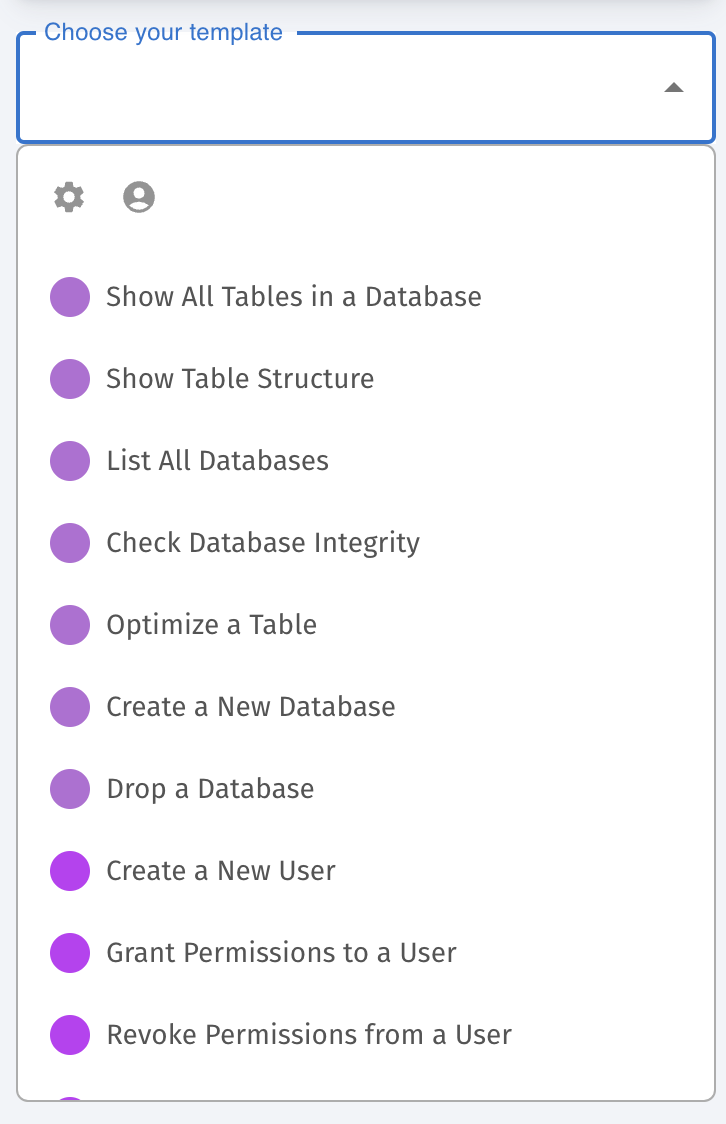 Choose your template
Show All Tables in a Database
Show Table Structure
List All Databases
Check Database Integrity
Optimize a Table
Create a New Database
Drop a Database
Create a New User
Grant Permissions to a User
Revoke Permissions from a User